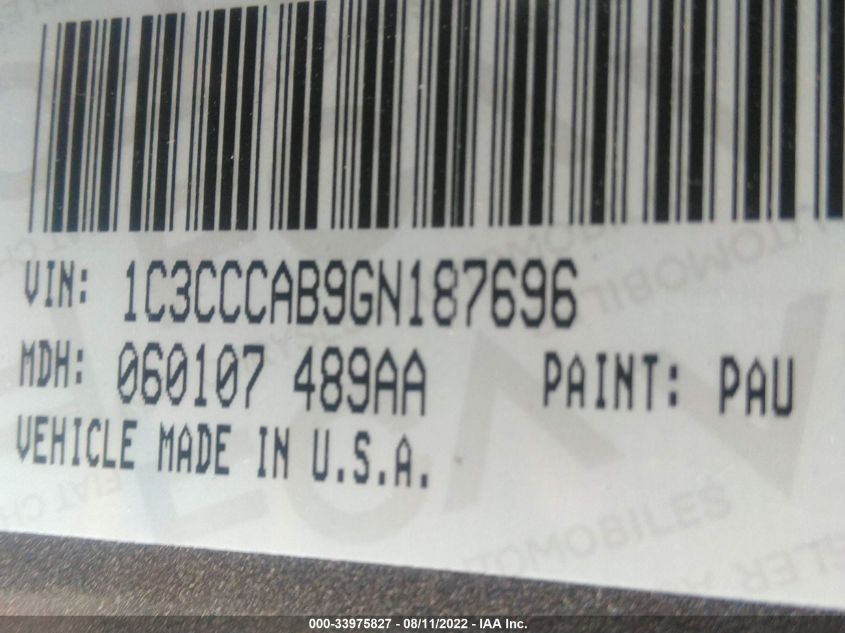 VIN: 1C3CCCAB9GN187696
MDH: 060107 489AA PAINT: PAU
VEHICLE MADE IN U.S.A.
000-33975827 - 08/11/2022 - IAA Inc.